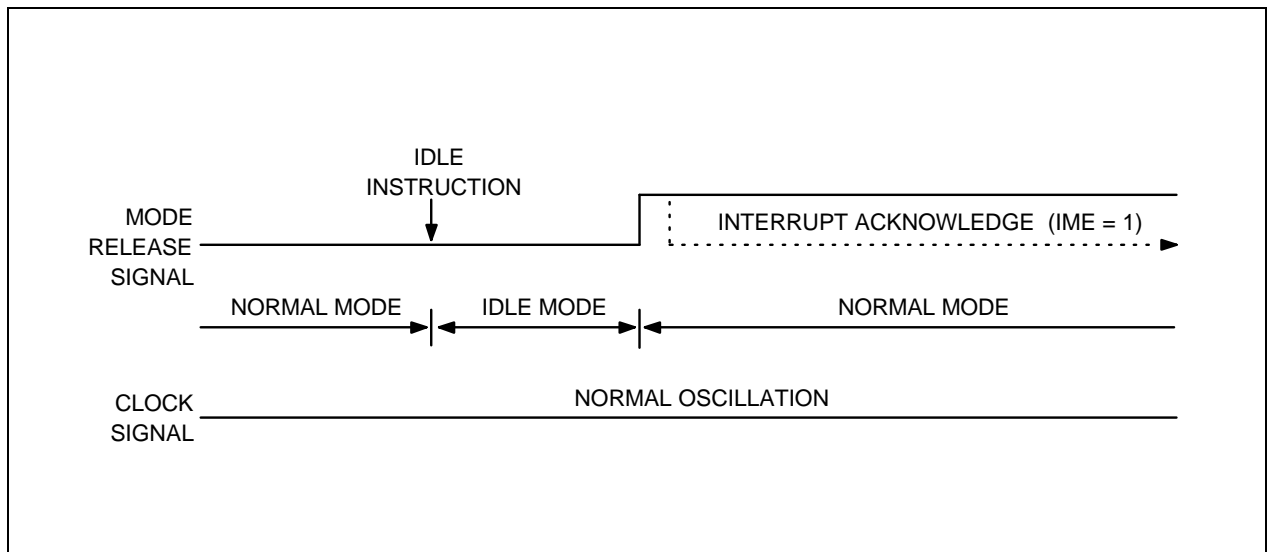 IDLE
INSTRUCTION
MODE
RELEASE
SIGNAL
INTERRUPT ACKNOWLEDGE (IME = 1)
NORMAL MODE
IDLE MODE
NORMAL MODE
CLOCK
SIGNAL
NORMAL OSCILLATION